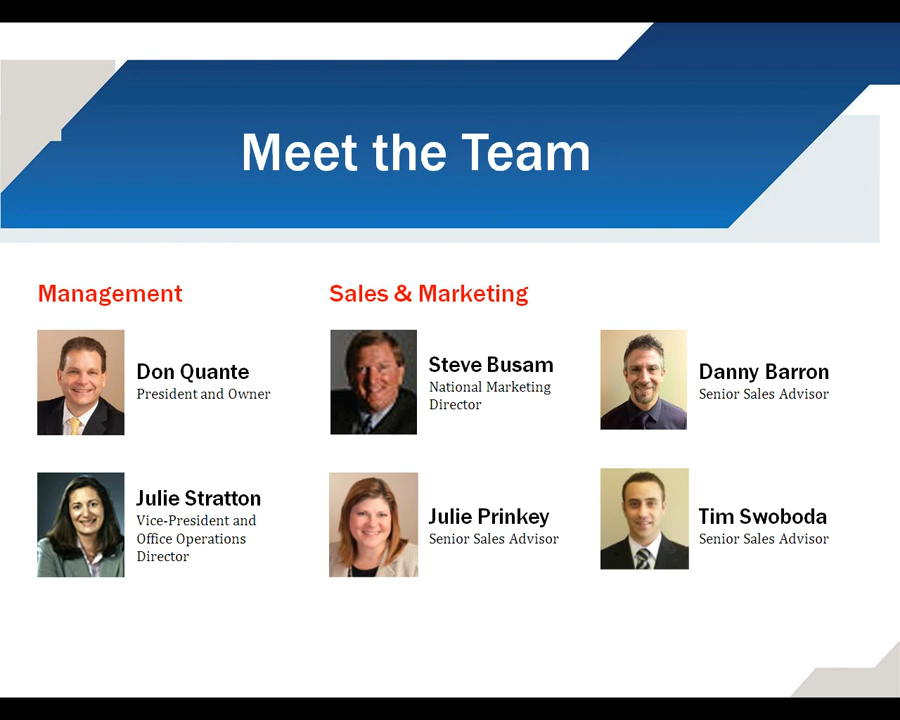 Meet the Team
Management
Don Quante
President and Owner
Julie Stratton
Vice-President and
Office Operations
Director
Sales & Marketing
Steve Busam
National Marketing
Director
Danny Barron
Senior Sales Advisor
Julie Prinkey
Senior Sales Advisor
Tim Swoboda
Senior Sales Advisor